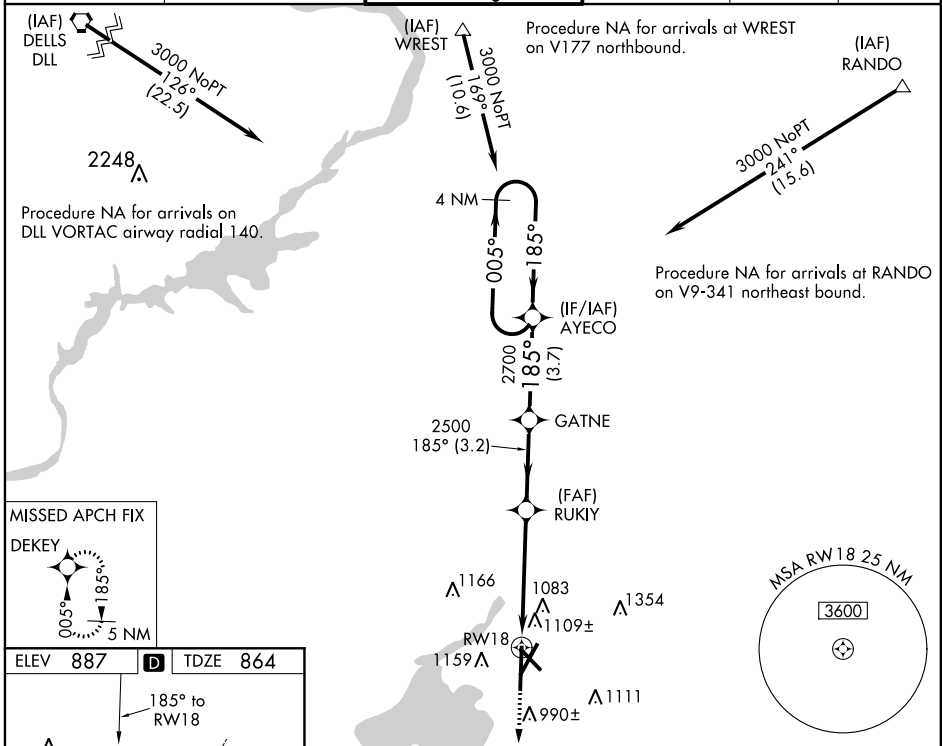 (IAF)
DELLS
DLL
3000 NoPT
126°
(22.5)
2248
Procedure NA for arrivals on
DLL VORTAC airway radial 140.
(IAF)
WREST
3000 NoPT
169°
(10.6)
Procedure NA for arrivals at WREST
on V177 northbound.
(IAF)
RANDO
3000 NoPT
241°
(15.6)
Procedure NA for arrivals at RANDO
on V9-341 northeast bound.
4 NM
005°
185°
(IF/IAF)
AYECO
2700
185°
(3.7)
GATNE
2500
185° (3.2)
(FAF)
RUKIY
MISSED APCH FIX
DEKEY
005°
185°
5 NM
1166
1083
1354
1109±
RW18
1159
1111
990±
MSA RW18 25 NM
3600
ELEV 887 D TDZE 864
185° to
RW18